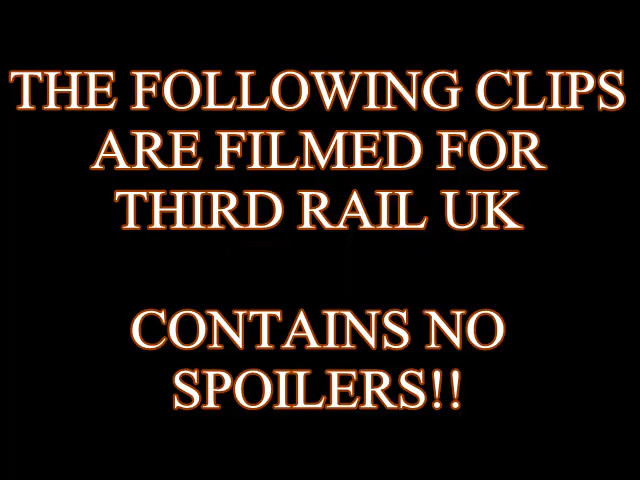 THE FOLLOWING CLIPS
ARE FILMED FOR
THIRD RAIL UK
CONTAINS NO
SPOILERS!!